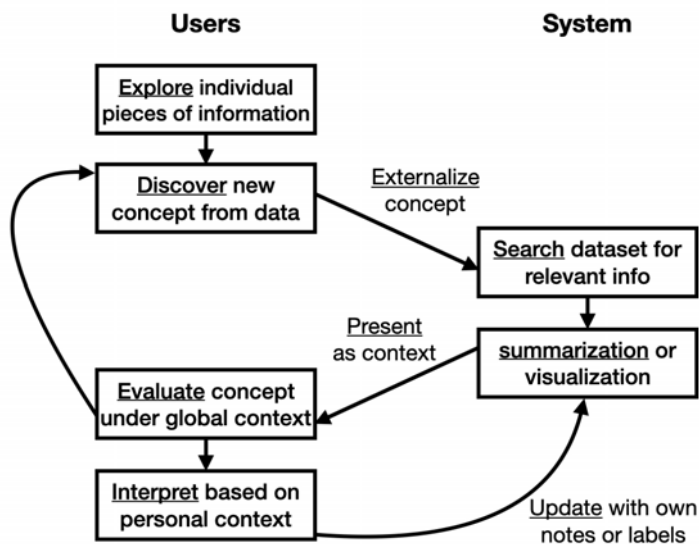 Users
System
Explore individual
pieces of information
Discover new
concept from data
Externalize
concept
Search dataset for
relevant info
Present
as context
summarization or
visualization
Evaluate concept
under global context
Interpret based on
personal context
Update with own
notes or labels